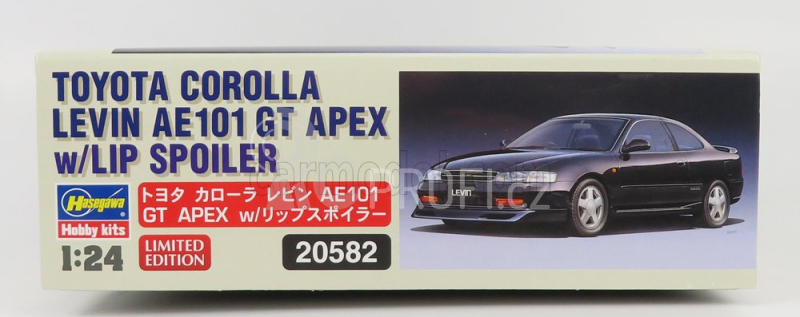 TOYOTA COROLLA
LEVIN AE101 GT APEX
w/LIP SPOILER
Hasegawa
Hobby kits
トヨタ カローラ レビン AE101
GT APEX w/リップスポイラー
1:24
LIMITED
EDITION
20582
LEVIN